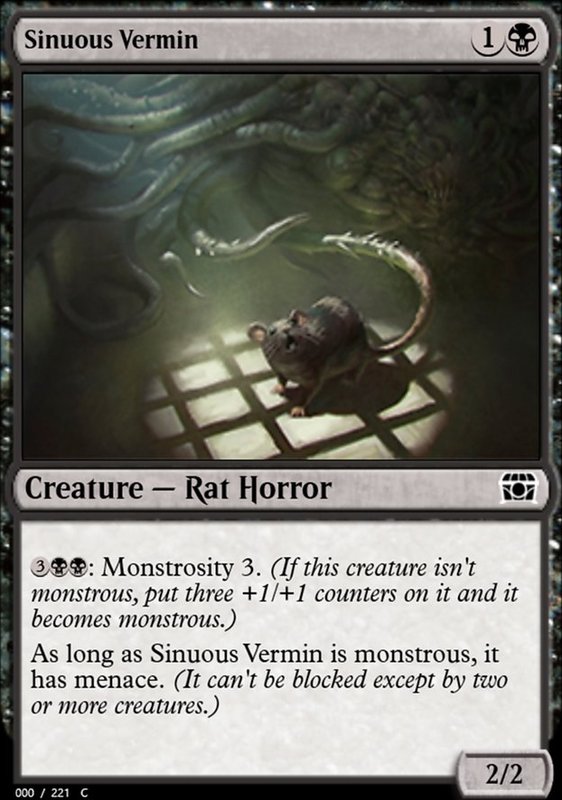 Sinuous Vermin 1
Creature — Rat Horror
3: Monstrosity 3. (If this creature isn't
monstrous, put three +1/+1 counters on it and it
becomes monstrous.)
As long as Sinuous Vermin is monstrous, it
has menace. (It can't be blocked except by two
or more creatures.)
2/2
000 / 221 C